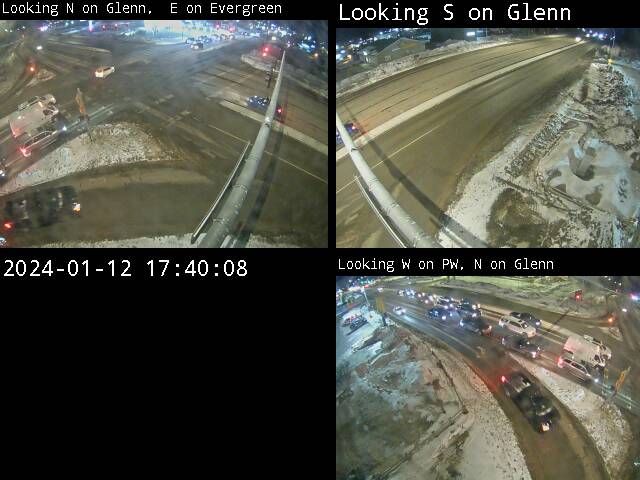 Looking N on Glenn, E on Evergreen
Looking S on Glenn
2024-01-12 17:40:08
Looking W on PW, N on Glenn